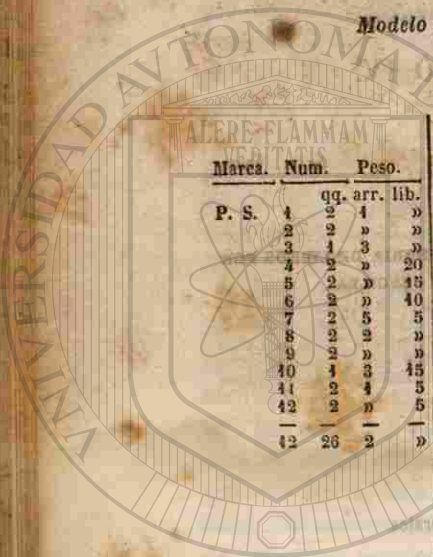 Modelo
UNIVERSIDAD AUTONOMA
ALERE FLAMMAM
VERITATIS
Marca. Num. Peso.
qq. arr. lib.
P. S. 1 2 1 »
2 2 » »
3 1 3 »
4 2 » 20
5 2 » 15
6 2 » 10
7 2 5 5
8 2 2 »
9 2 » »
10 1 3 15
11 2 1 5
12 2 » 5
12 26 2 »